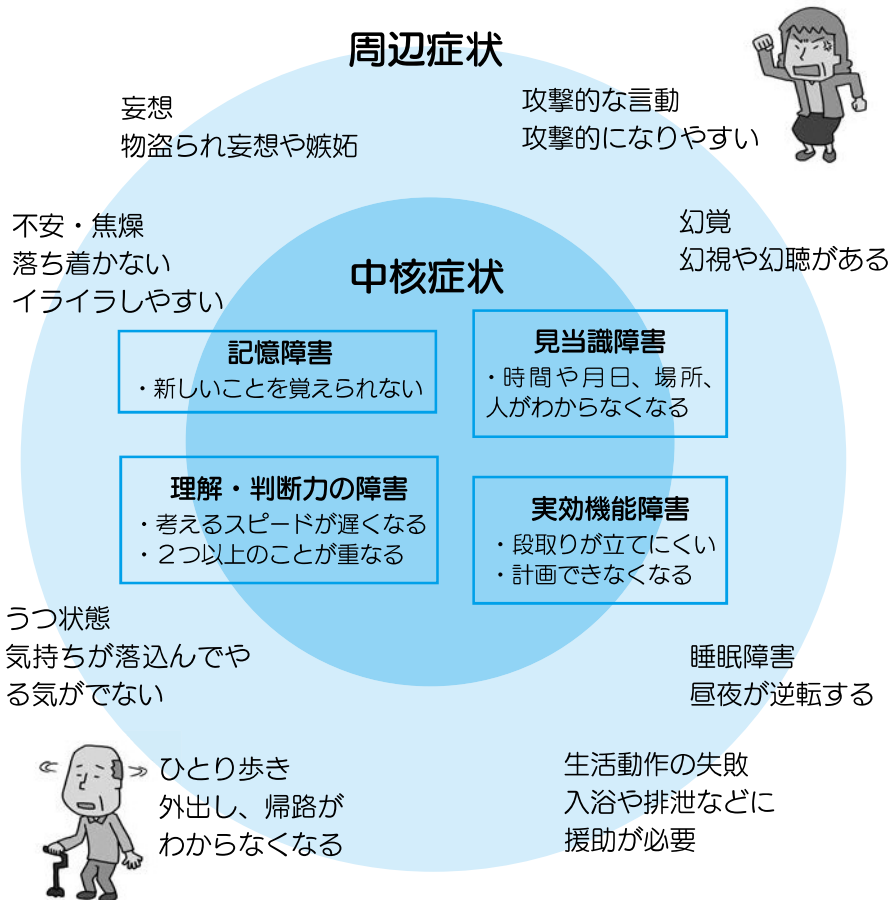 周辺症状
妄想
物盗られ妄想や嫉妬
攻撃的な言動
攻撃的になりやすい
不安・焦燥
落ち着かない
イライラしやすい
幻覚
幻視や幻聴がある
中核症状
記憶障害
・新しいことを覚えられない
見当識障害
・時間や月日、場所、
人がわからなくなる
理解・判断力の障害
・考えるスピードが遅くなる
・２つ以上のことが重なる
実効機能障害
・段取りが立てにくい
・計画できなくなる
うつ状態
気持ちが落込んでや
る気がでない
睡眠障害
昼夜が逆転する
ひとり歩き
外出し、帰路が
わからなくなる
生活動作の失敗
入浴や排泄などに
援助が必要